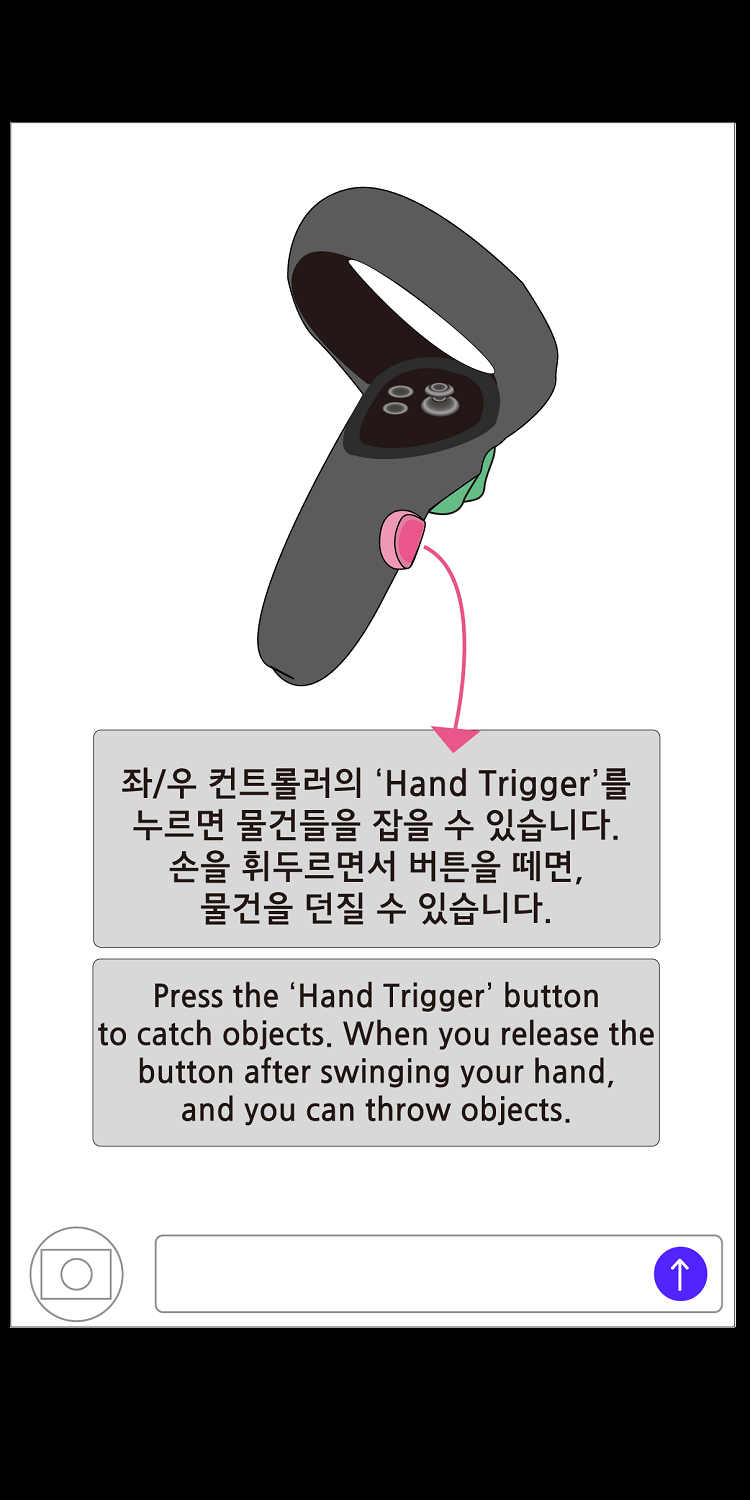 좌/우 컨트롤러의 ‘Hand Trigger’를
누르면 물건들을 잡을 수 있습니다.
손을 휘두르면서 버튼을 떼면,
물건을 던질 수 있습니다.
Press the ‘Hand Trigger’ button
to catch objects. When you release the
button after swinging your hand,
and you can throw objects.